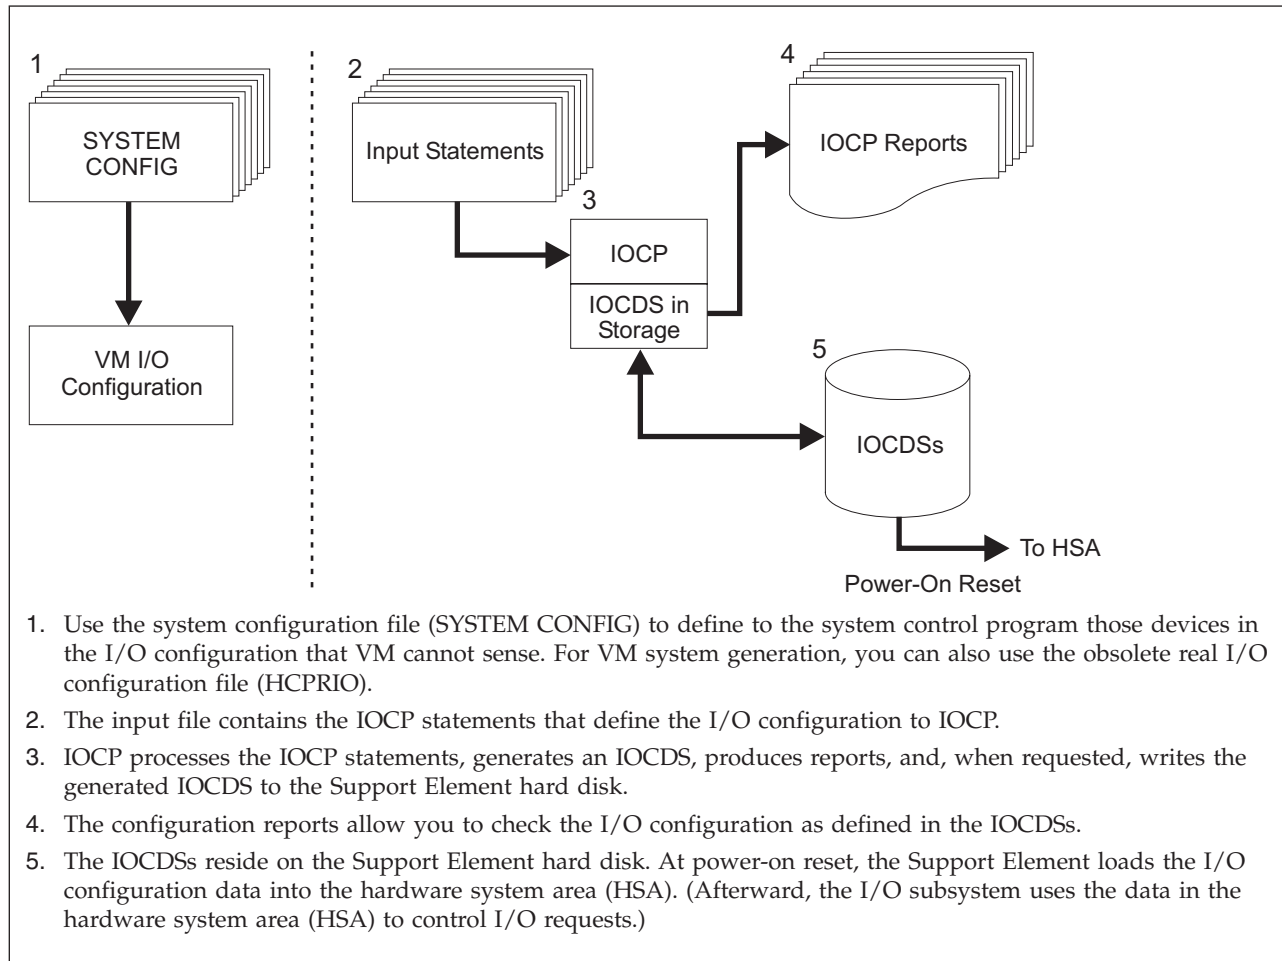 1
SYSTEM
CONFIG
VM I/O
Configuration
2
Input Statements
3
IOCP
IOCDS in
Storage
4
IOCP Reports
5
IOCDSs
To HSA
Power-On Reset
1. Use the system configuration file (SYSTEM CONFIG) to define to the system control program those devices in
the I/O configuration that VM cannot sense. For VM system generation, you can also use the obsolete real I/O
configuration file (HCPRIO).
2. The input file contains the IOCP statements that define the I/O configuration to IOCP.
3. IOCP processes the IOCP statements, generates an IOCDS, produces reports, and, when requested, writes the
generated IOCDS to the Support Element hard disk.
4. The configuration reports allow you to check the I/O configuration as defined in the IOCDSs.
5. The IOCDSs reside on the Support Element hard disk. At power-on reset, the Support Element loads the I/O
configuration data into the hardware system area (HSA). (Afterward, the I/O subsystem uses the data in the
hardware system area (HSA) to control I/O requests.)